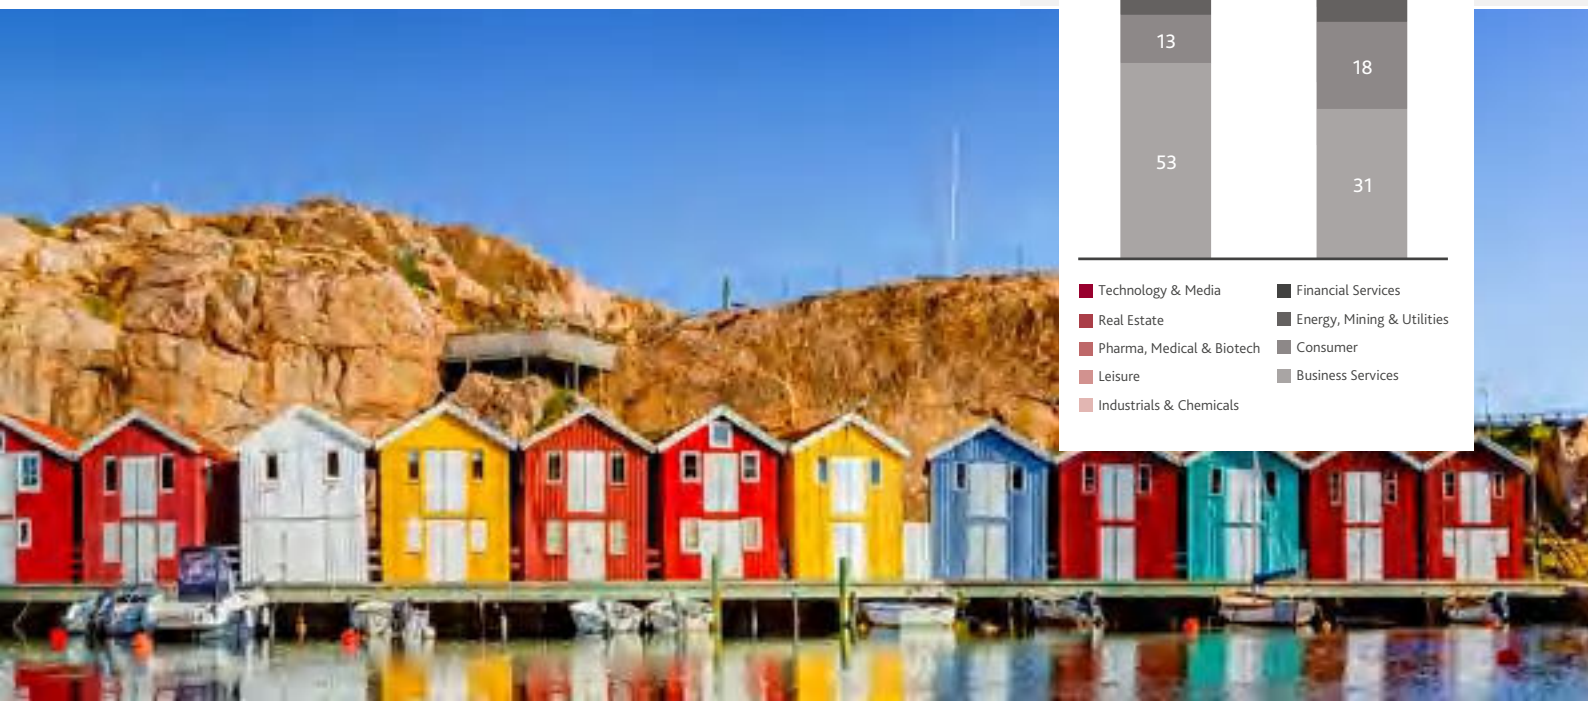 13
18
53
31
Technology & Media
Real Estate
Pharma, Medical & Biotech
Leisure
Industrials & Chemicals
Financial Services
Energy, Mining & Utilities
Consumer
Business Services